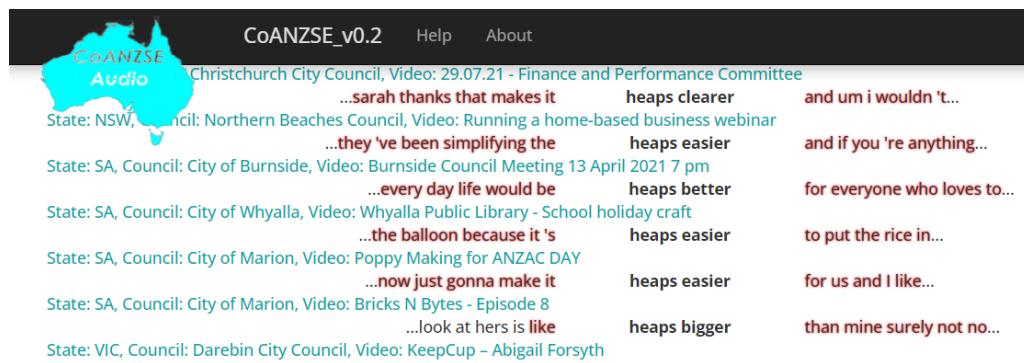 CoANZSE_v0.2 Help About
CoANZSE
Audio
Christchurch City Council, Video: 29.07.21 - Finance and Performance Committee
...sarah thanks that makes it heaps clearer and um i wouldn 't...
State: NSW, Council: Northern Beaches Council, Video: Running a home-based business webinar
...they 've been simplifying the heaps easier and if you 're anything...
State: SA, Council: City of Burnside, Video: Burnside Council Meeting 13 April 2021 7 pm
...every day life would be heaps better for everyone who loves to...
State: SA, Council: City of Whyalla, Video: Whyalla Public Library - School holiday craft
...the balloon because it 's heaps easier to put the rice in...
State: SA, Council: City of Marion, Video: Poppy Making for ANZAC DAY
...now just gonna make it heaps easier for us and I like...
State: SA, Council: City of Marion, Video: Bricks N Bytes - Episode 8
...look at hers is like heaps bigger than mine surely not no...
State: VIC, Council: Darebin City Council, Video: KeepCup – Abigail Forsyth